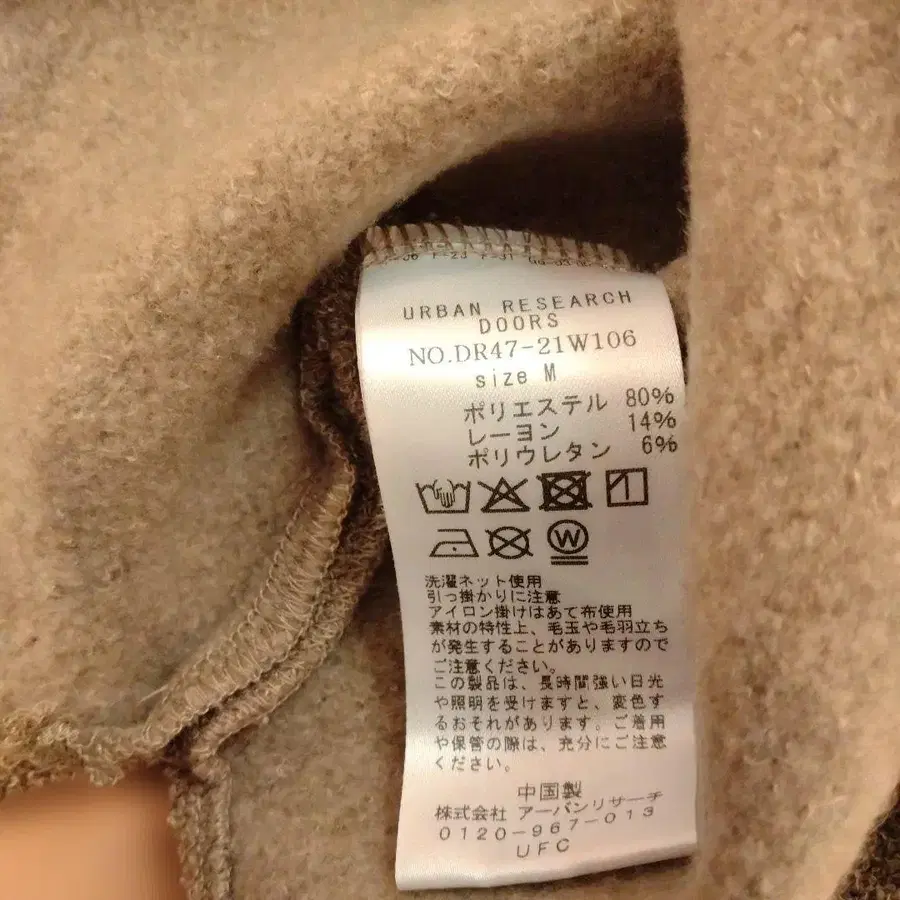 URBAN RESEARCH
DOORS
NO.DR47-21W106
size M
ポリエステル 80%
レーヨン 14%
ポリウレタン 6%
W
洗濯ネット使用
引っ掛かりに注意
アイロン掛けはあて布使用
素材の特性上、毛玉や毛羽立ち
が発生することがありますので
ご注意ください。
この製品は、長時間強い日光
や照明を受けますと、変色す
るおそれがあります。ご着用
や保管の際は、充分にご注意
ください。
中国製
株式会社 アーバンリサーチ
0120-967-013
UFC